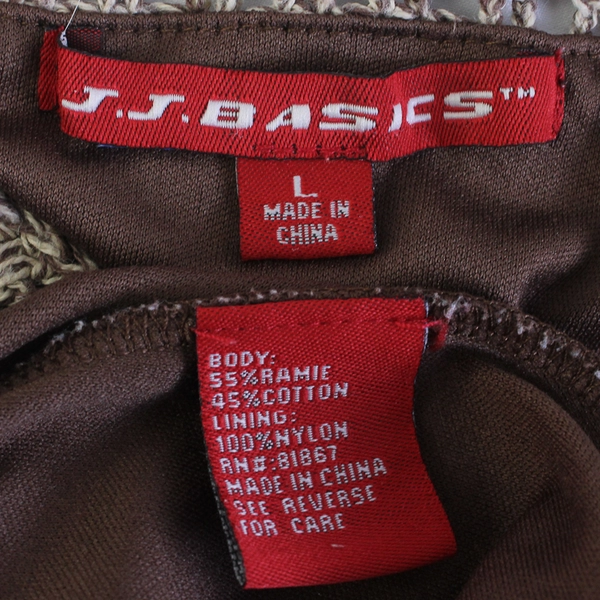 J.J.BASICS™
L
MADE IN
CHINA
BODY:
55%RAMIE
45%COTTON
LINING:
100%NYLON
RN#:81867
MADE IN CHINA
SEE REVERSE
FOR CARE